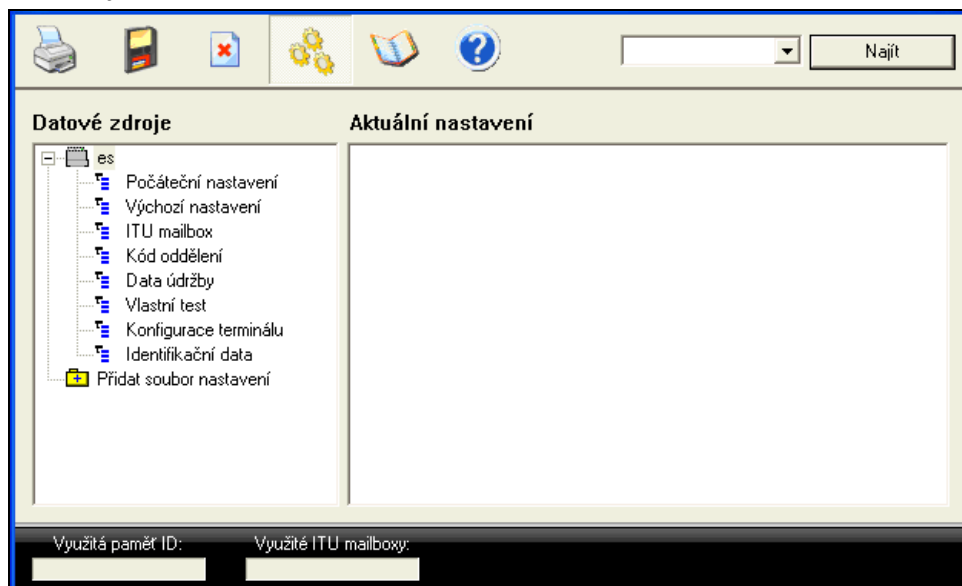 Najít
Datové zdroje
Aktuální nastavení
es
Počáteční nastavení
Výchozí nastavení
ITU mailbox
Kód oddělení
Data údržby
Vlastní test
Konfigurace terminálu
Identifikační data
Přidat soubor nastavení
Využitá paměť ID:
Využité ITU mailboxy: